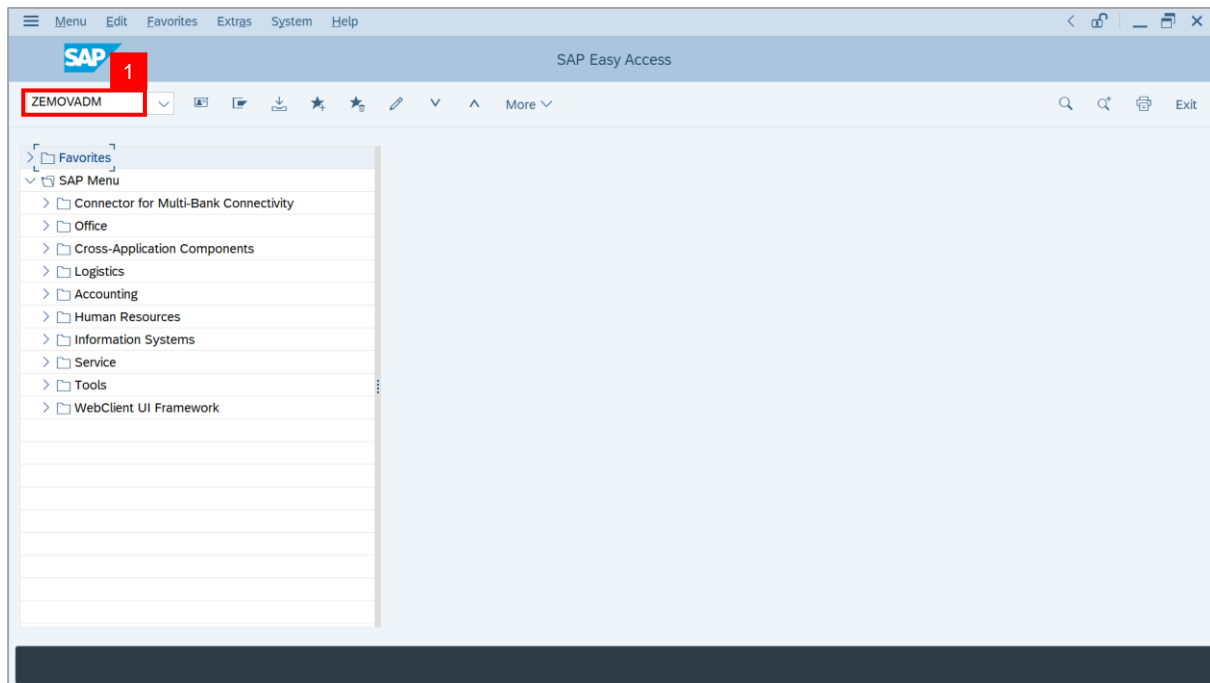 Menu Edit Favorites Extras System Help
SAP
SAP Easy Access
1
ZEMOVADM
More
Exit
Favorites
SAP Menu
Connector for Multi-Bank Connectivity
Office
Cross-Application Components
Logistics
Accounting
Human Resources
Information Systems
Service
Tools
WebClient UI Framework